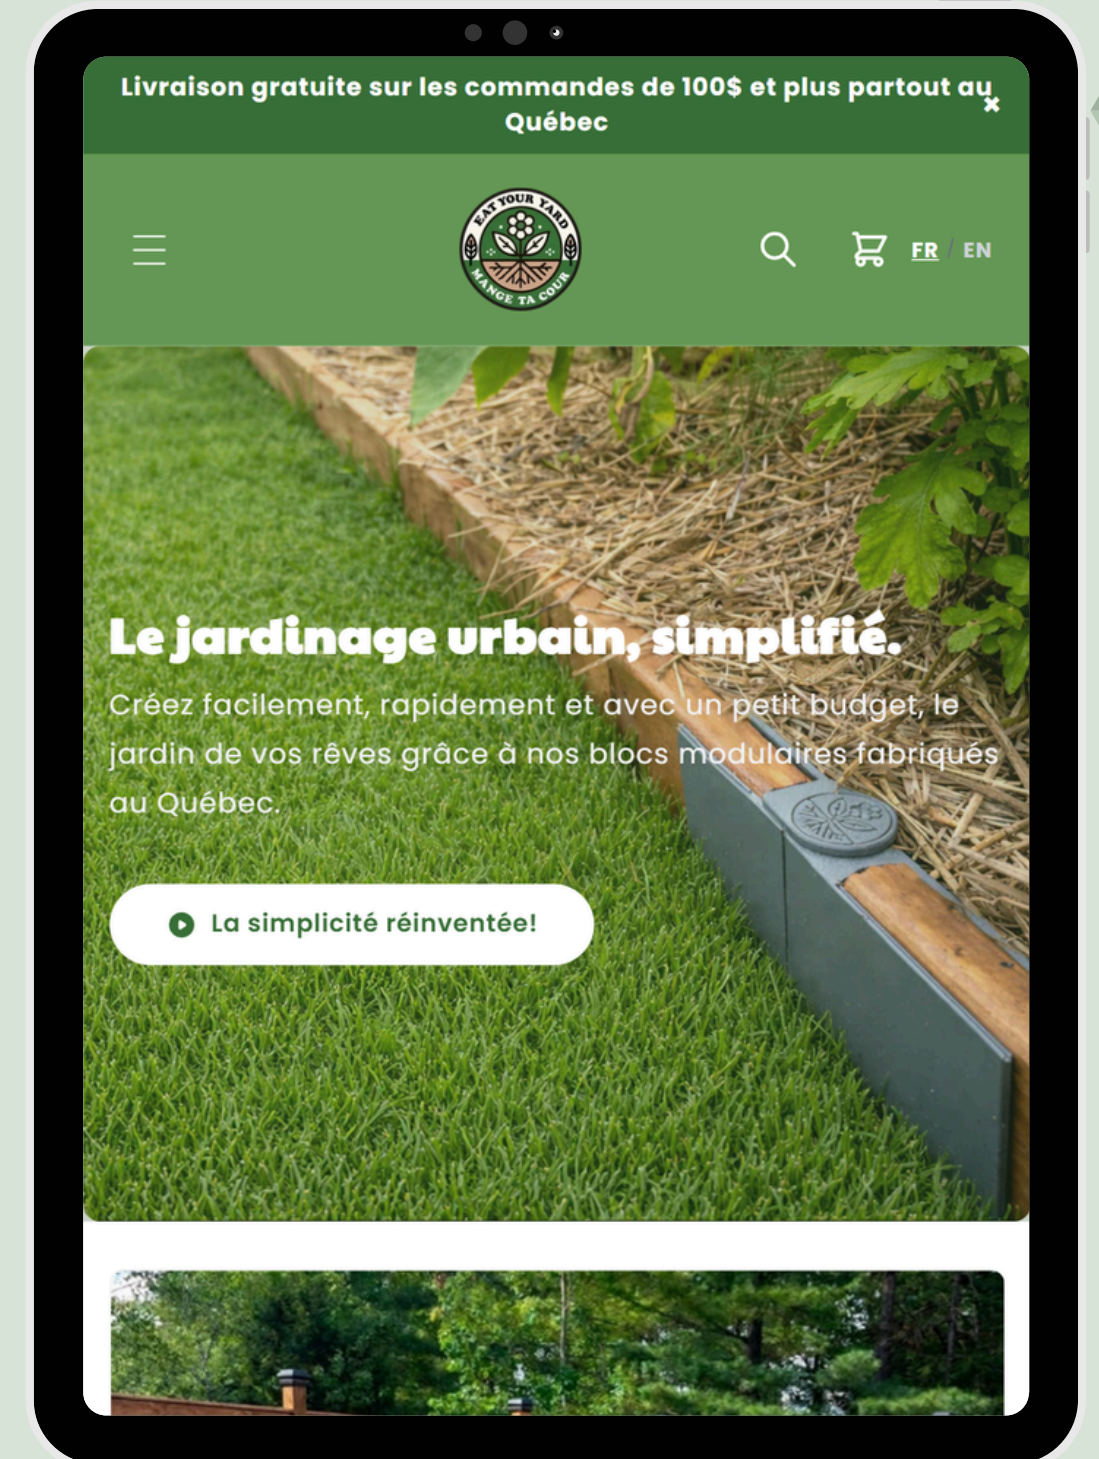 Livraison gratuite sur les commandes de 100$ et plus partout au
Québec
EAT YOUR YARD
MANGE TA COUR
FR / EN
Le jardinage urbain, simplifié.
Créez facilement, rapidement et avec un petit budget, le
jardin de vos rêves grâce à nos blocs modulaires fabriqués
au Québec.
La simplicité réinventée!